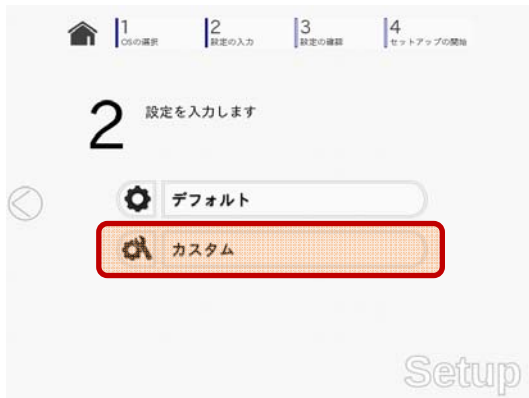 1
OSの選択
2
設定の入力
3
設定の確認
4
セットアップの開始
2 設定を入力します
デフォルト
カスタム
Setup